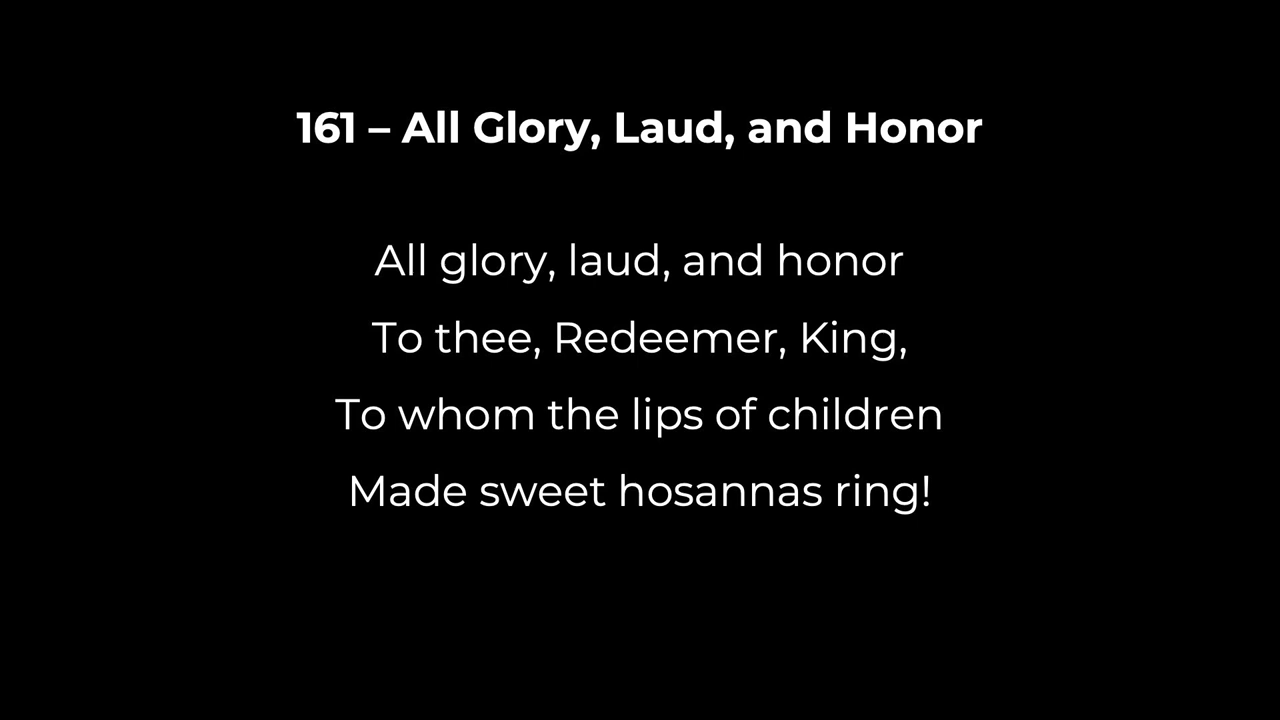 161 – All Glory, Laud, and Honor
All glory, laud, and honor
To thee, Redeemer, King,
To whom the lips of children
Made sweet hosannas ring!